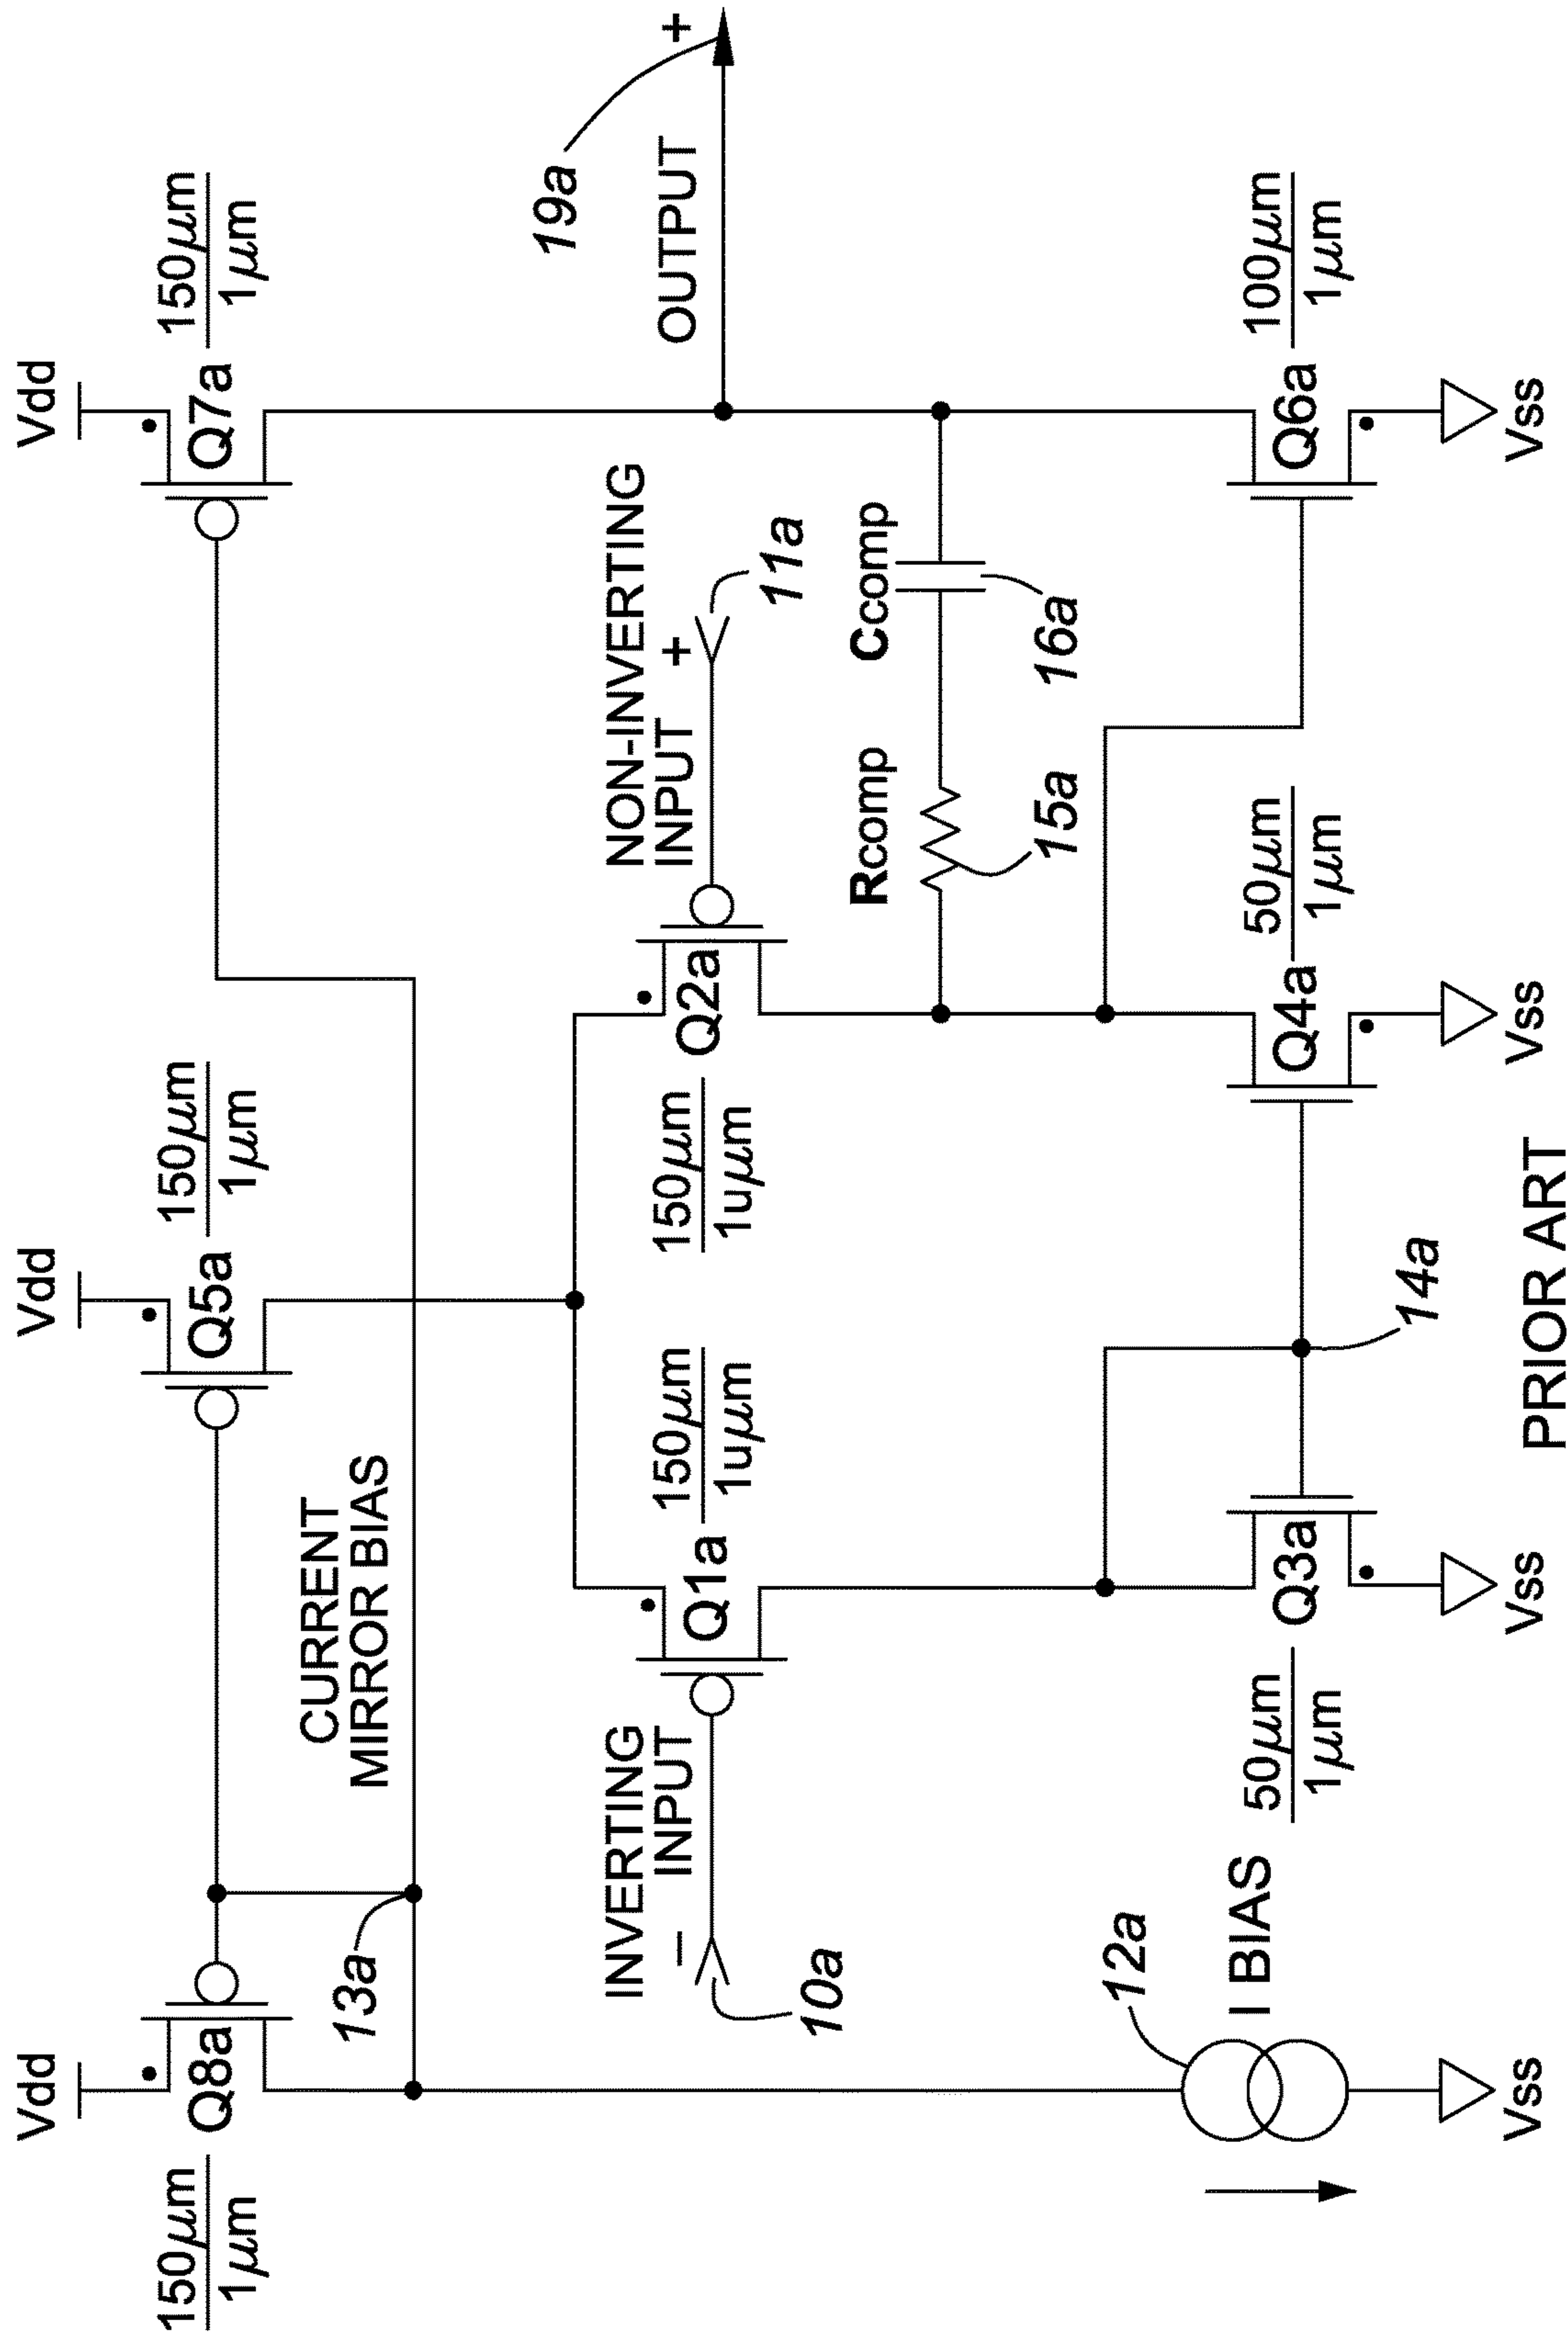 Vdd
Vdd
Vdd
150μm
1μm
Q8a
Q5a
150μm
1μm
Q7a
150μm
1μm
CURRENT
MIRROR BIAS
13a
19a
INVERTING
INPUT
−
NON-INVERTING
INPUT
+
OUTPUT
+
10a
Q1a
150μm
1uμm
150μm
1uμm
Q2a
11a
Rcomp
Ccomp
15a
16a
12a
I BIAS
50μm
1μm
Q3a
Q4a
50μm
1μm
Q6a
100μm
1μm
14a
Vss
Vss
Vss
Vss
PRIOR ART